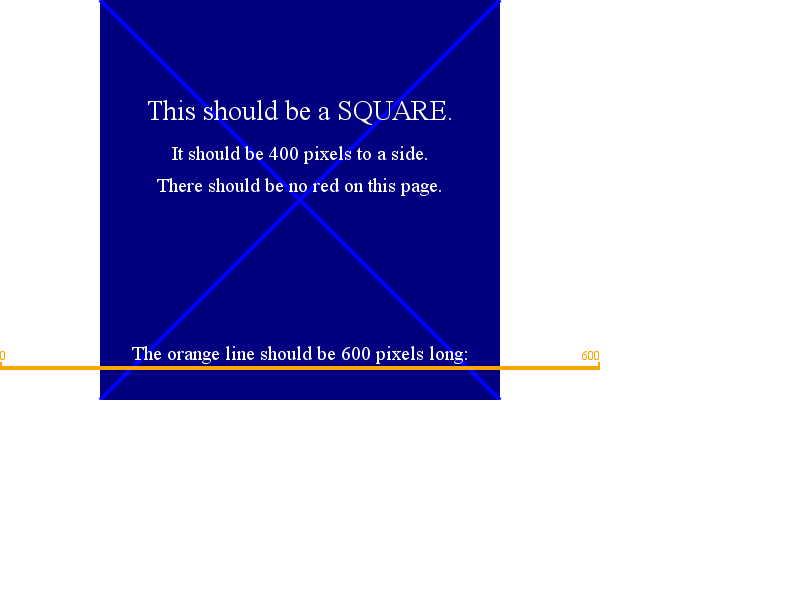 This should be a SQUARE.
It should be 400 pixels to a side.
There should be no red on this page.
The orange line should be 600 pixels long:
0 600